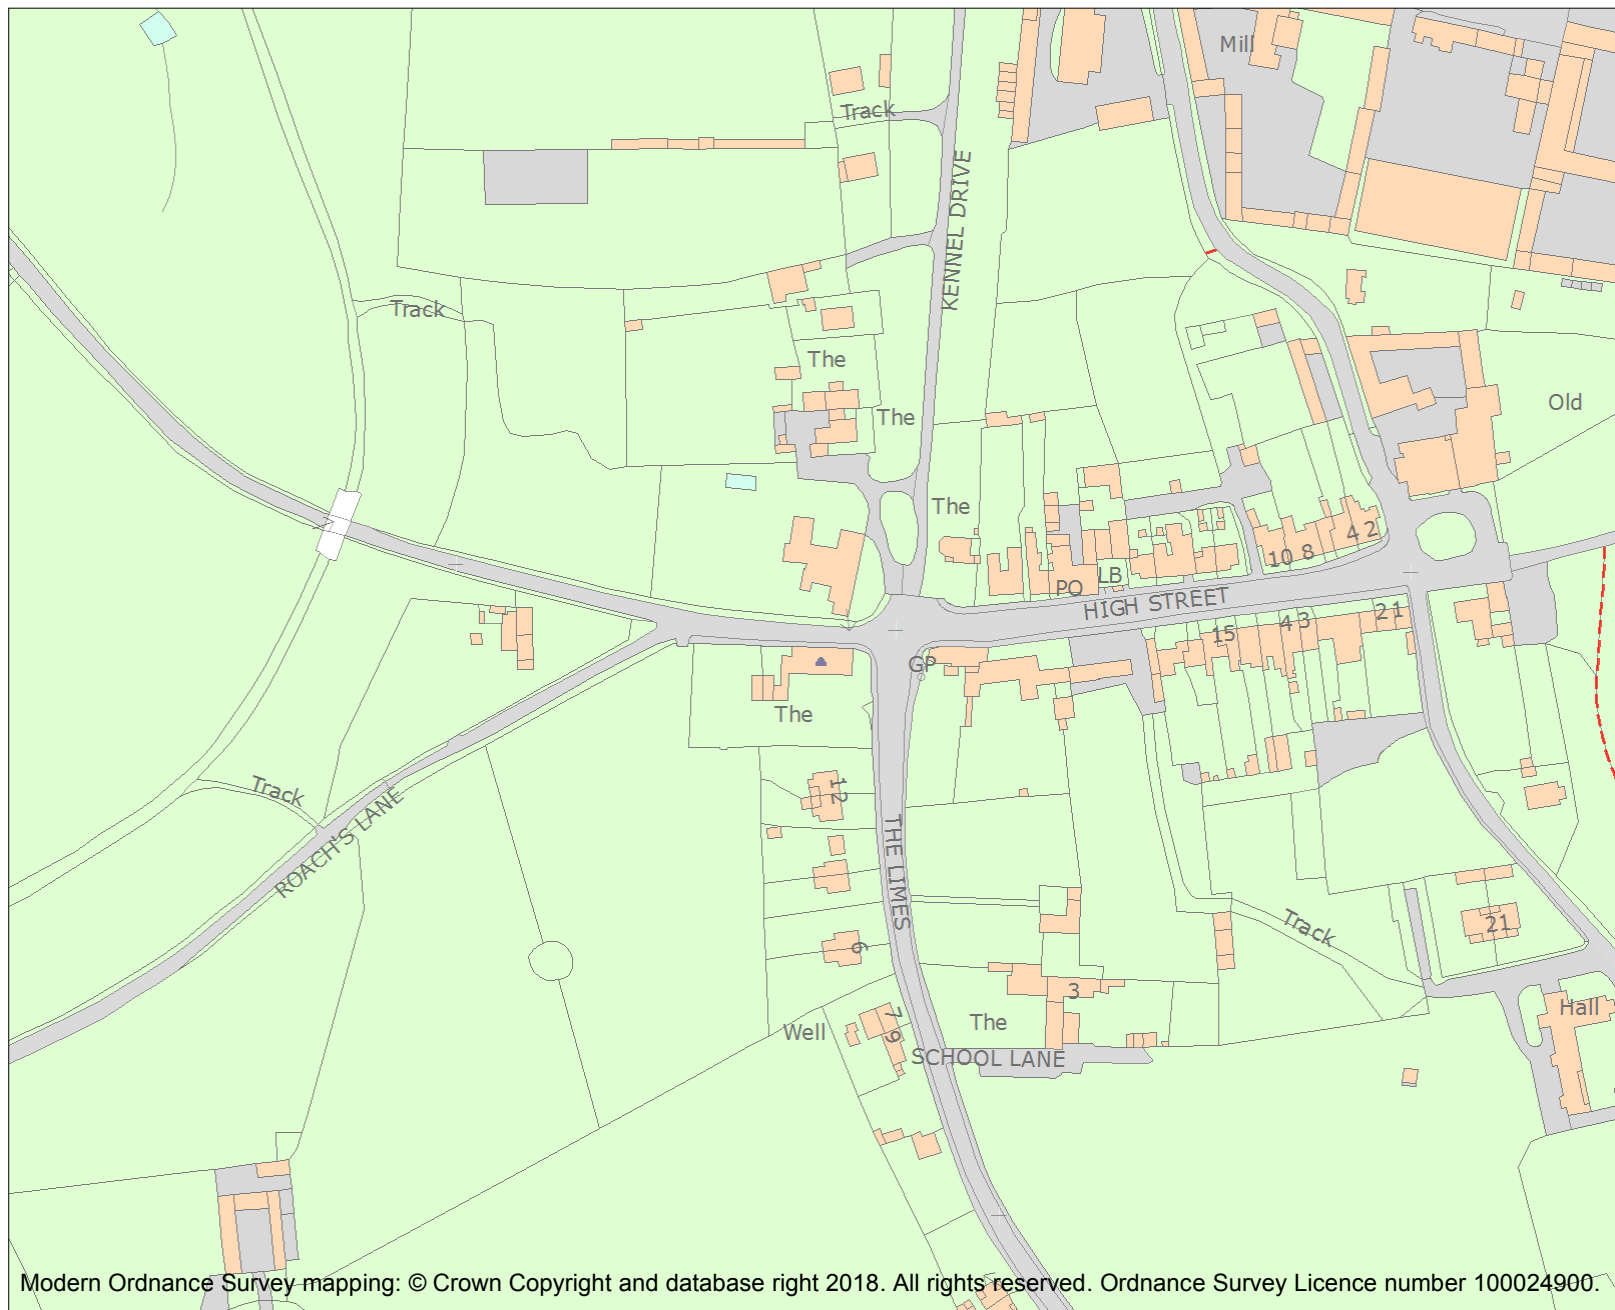 Mill
Track
KENNEL DRIVE
Track
The
The
Old
The
4 2
10 8
PO
LB
HIGH STREET
2 1
4 3
15
GP
The
1 2
Track
ROACH'S LANE
THE LIMES
6
Track
21
3
The
Hall
Well
7 9
SCHOOL LANE
Modern Ordnance Survey mapping: © Crown Copyright and database right 2018. All rights reserved. Ordnance Survey Licence number 100024900.